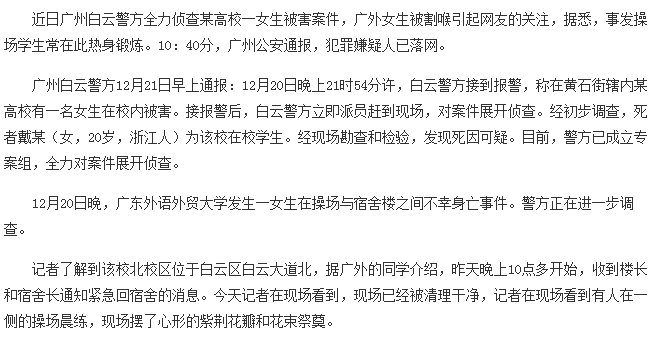 近日广州白云警方全力侦查某高校一女生被害案件，广外女生被割喉引起网友的关注，据悉，事发操
场学生常在此热身锻炼。10：40分，广州公安通报，犯罪嫌疑人已落网。
广州白云警方12月21日早上通报：12月20日晚上21时54分许，白云警方接到报警，称在黄石街辖内某
高校有一名女生在校内被害。接报警后，白云警方立即派员赶到现场，对案件展开侦查。经初步调查，死
者戴某（女，20岁，浙江人）为该校在校学生。经现场勘查和检验，发现死因可疑。目前，警方已成立专
案组，全力对案件展开侦查。
12月20日晚，广东外语外贸大学发生一女生在操场与宿舍楼之间不幸身亡事件。警方正在进一步调
查。
记者了解到该校北校区位于白云区白云大道北，据广外的同学介绍，昨天晚上10点多开始，收到楼长
和宿舍长通知紧急回宿舍的消息。今天记者在现场看到，现场已经被清理干净，记者在现场看到有人在一
侧的操场晨练，现场摆了心形的紫荆花瓣和花束祭奠。